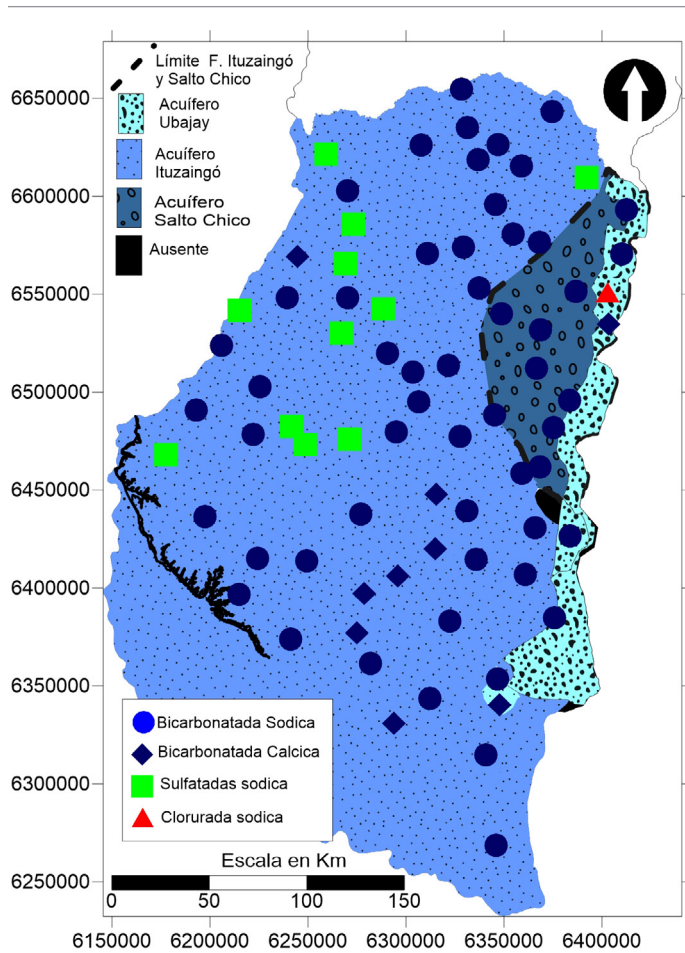 Límite F. Ituzaingó
y Salto Chico
Acuífero
Ubajay
Acuífero
Ituzaingó
Acuífero
Salto Chico
Ausente
6650000
6600000
6550000
6500000
6450000
6400000
6350000
6300000
6250000
Bicarbonatada Sodica
Bicarbonatada Calcica
Sulfatadas sodica
Clorurada sodica
Escala en Km
0 50 100 150
6150000 6200000 6250000 6300000 6350000 6400000